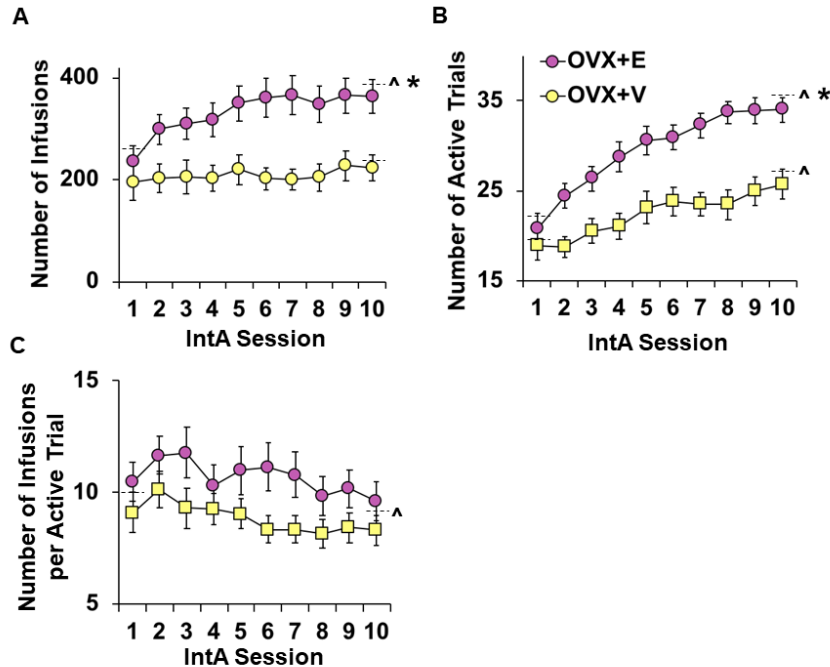 A
Number of Infusions
400
200
0
^ *
1 2 3 4 5 6 7 8 9 10
IntA Session
B
Number of Active Trials
35
25
15
OVX+E
OVX+V
^ *
^
1 2 3 4 5 6 7 8 9 10
IntA Session
C
Number of Infusions
per Active Trial
15
10
5
^
1 2 3 4 5 6 7 8 9 10
IntA Session